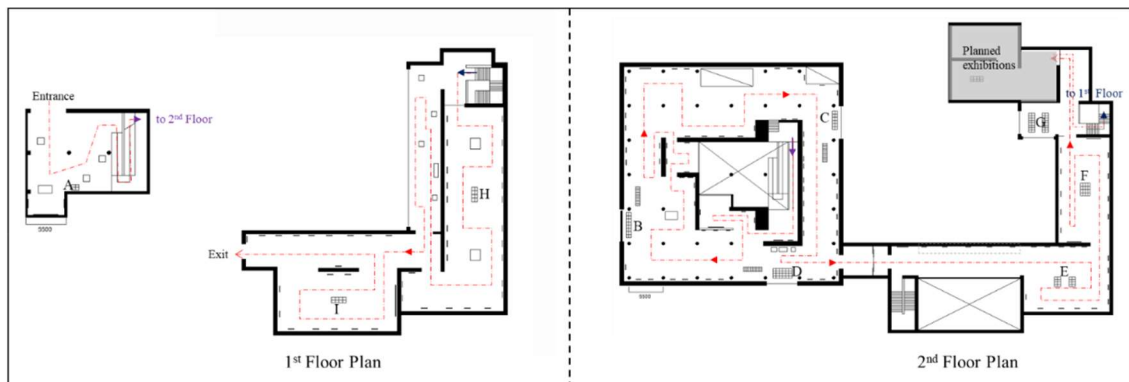 Entrance
to 2nd Floor
A
5500
Exit
H
I
1st Floor Plan
Planned
exhibitions
to 1st Floor
C
G
F
B
D
E
5500
2nd Floor Plan